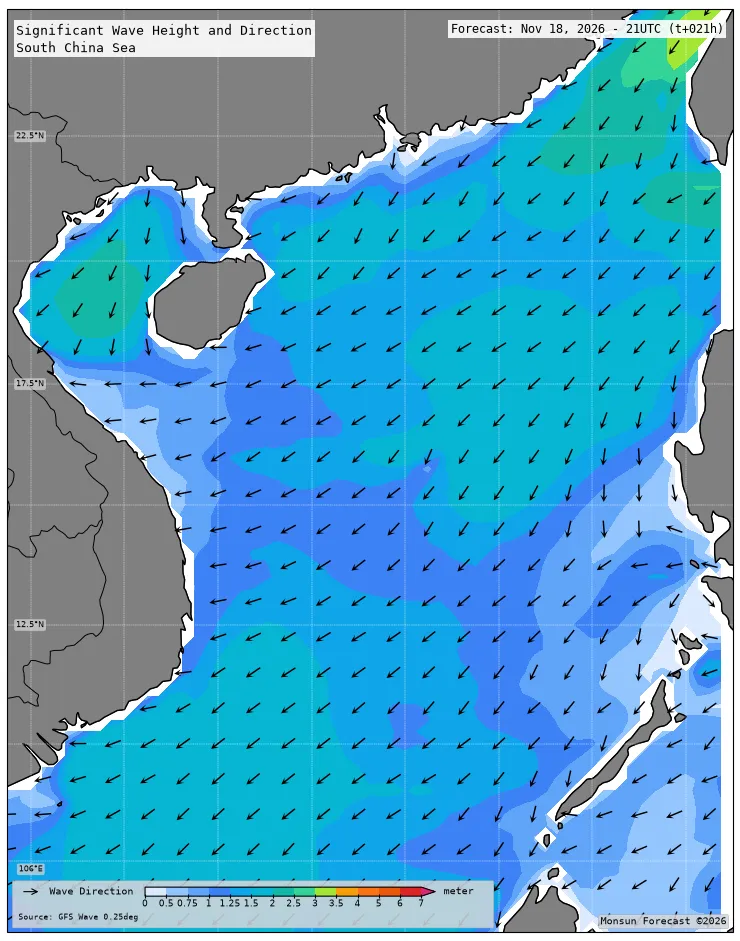 Significant Wave Height and Direction
South China Sea
Forecast: Nov 18, 2026 - 21UTC (t+021h)
22.5°N
17.5°N
12.5°N
106°E
Wave Direction
meter
0 0.5 0.75 1 1.25 1.5 2 2.5 3 3.5 4 5 6 7
Source: GFS Wave 0.25deg
Monsun Forecast ©2026